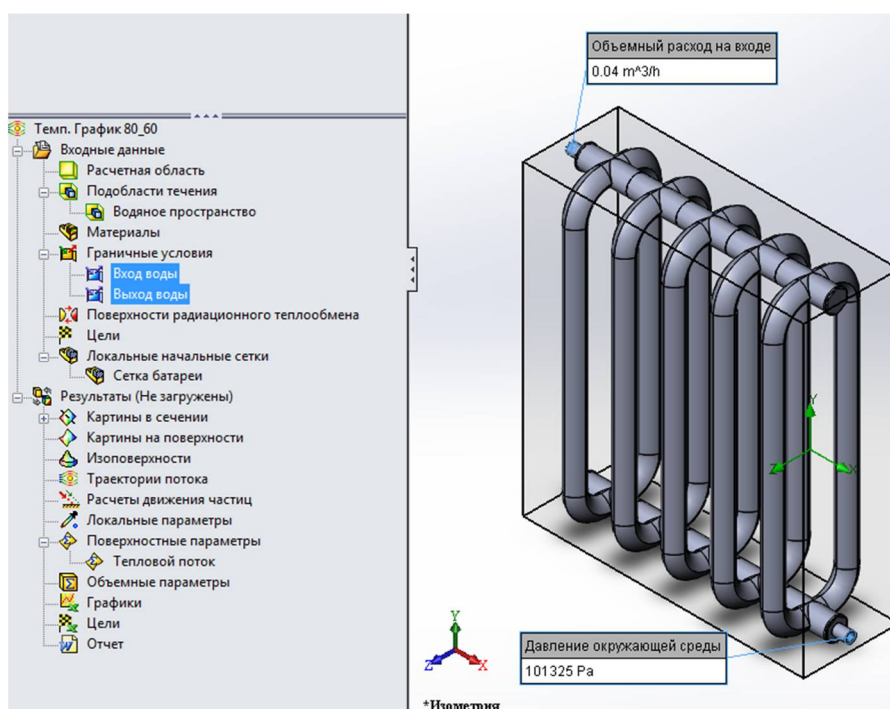 Темп. График 80_60
Входные данные
Расчетная область
Подобласти течения
Водяное пространство
Материалы
Граничные условия
Вход воды
Выход воды
Поверхности радиационного теплообмена
Цели
Локальные начальные сетки
Сетка батареи
Результаты (Не загружены)
Картины в сечении
Картины на поверхности
Изоповерхности
Траектории потока
Расчеты движения частиц
Локальные параметры
Поверхностные параметры
Тепловой поток
Объемные параметры
Графики
Цели
Отчет
Объемный расход на входе
0.04 m^3/h
Y
Z
X
Давление окружающей среды
101325 Pa
Y
Z
X
*Изометрия